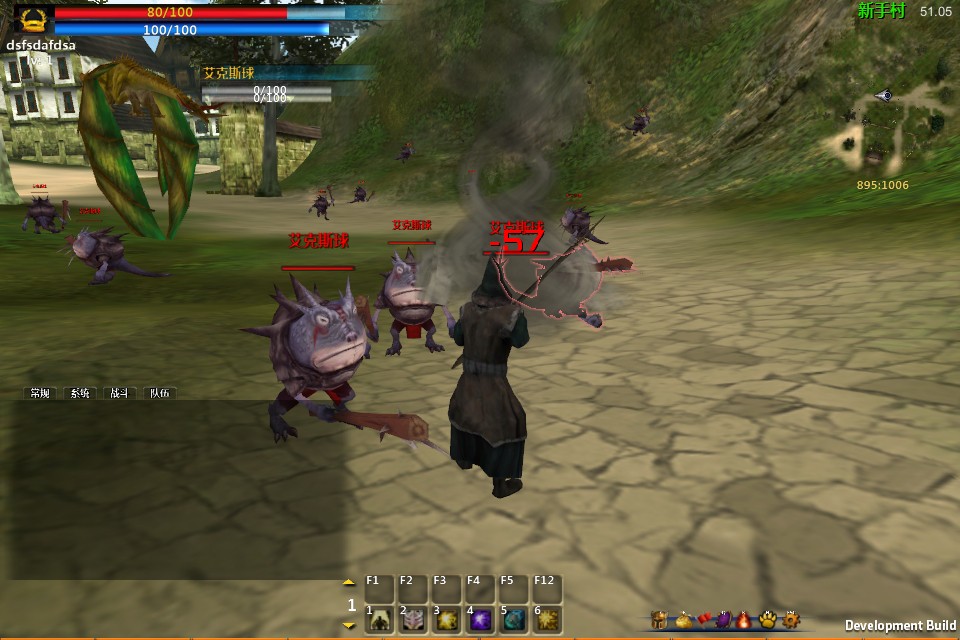 80/100
100/100
dsfsdafdsa
艾克斯球
0/100
0/100
新手村
51.05
895:1006
艾克斯球
艾克斯球
艾克斯球
-57
常规
系统
战斗
队伍
F1
F2
F3
F4
F5
F12
1
1
2
3
4
5
6
Development Build